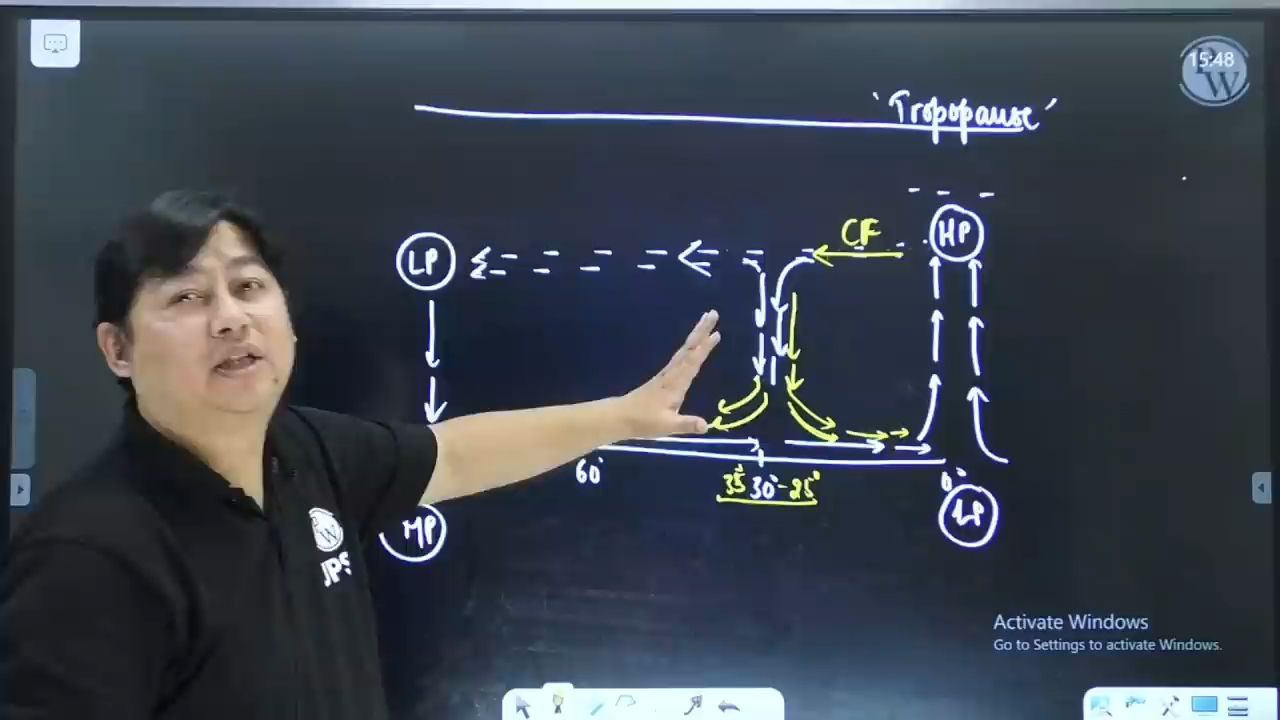 15:48
PW
'Tropopause'
CF
HP
LP
60°
35° 30°-25°
0°
LP
HP
PW
Activate Windows
Go to Settings to activate Windows.